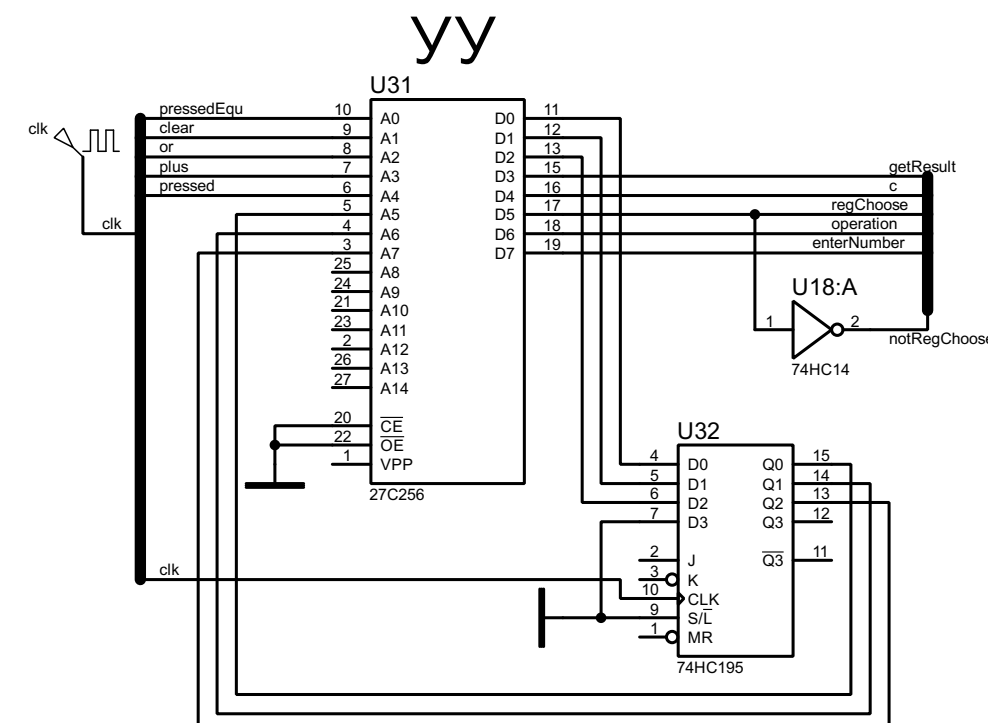 уу
U31
pressedEqu 10 A0 D0 11
clear 9 A1 D1 12
clk or 8 A2 D2 13
plus 7 A3 D3 15 getResult
pressed 6 A4 D4 16 c
5 A5 D5 17 regChoose
clk 4 A6 D6 18 operation
3 A7 D7 19 enterNumber
25 A8
24 A9 U18:A
21 A10
23 A11 1 2
2 A12 notRegChoose
26 A13 74HC14
27 A14
20 CE U32
22 OE
1 VPP 4 D0 Q0 15
27C256 5 D1 Q1 14
6 D2 Q2 13
7 D3 Q3 12
2 J Q3 11
clk 3 K
10 CLK
9 S/L
1 MR
74HC195